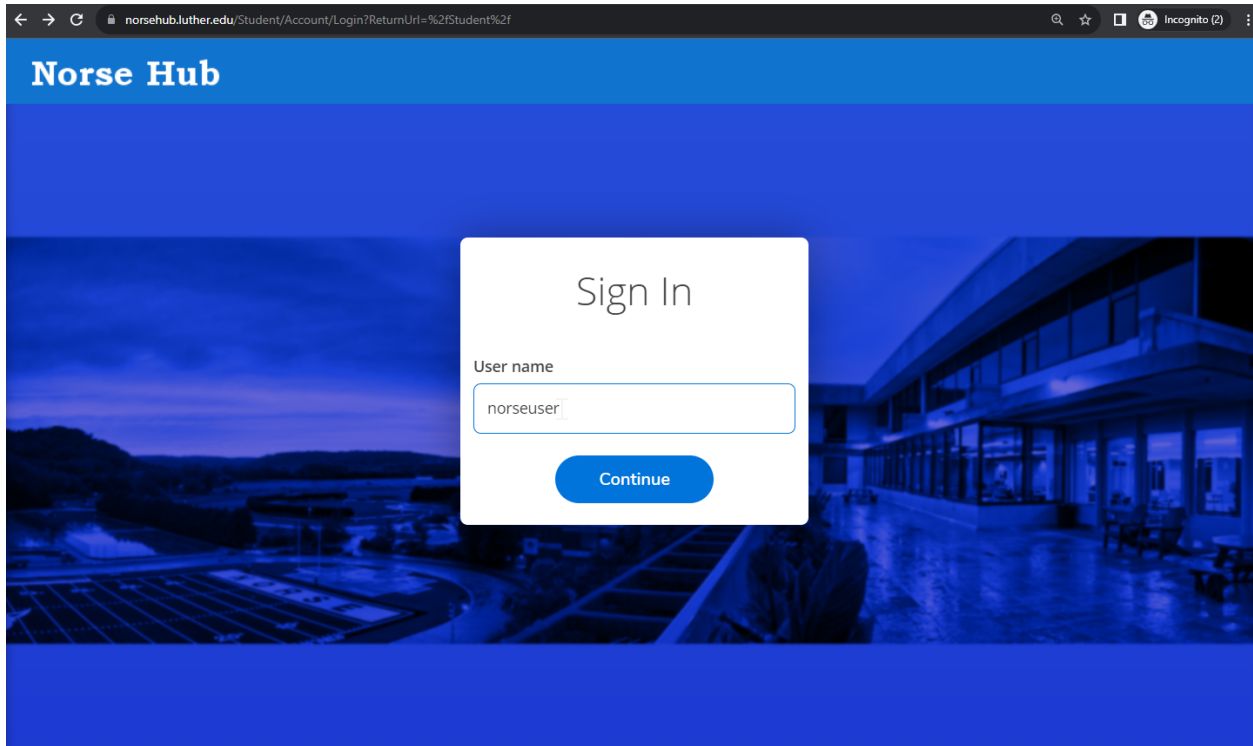 norsehub.luther.edu/Student/Account/Login?ReturnUrl=%2fStudent%2f
Incognito (2)
Norse Hub
Sign In
User name
norseuser
Continue
NORSE